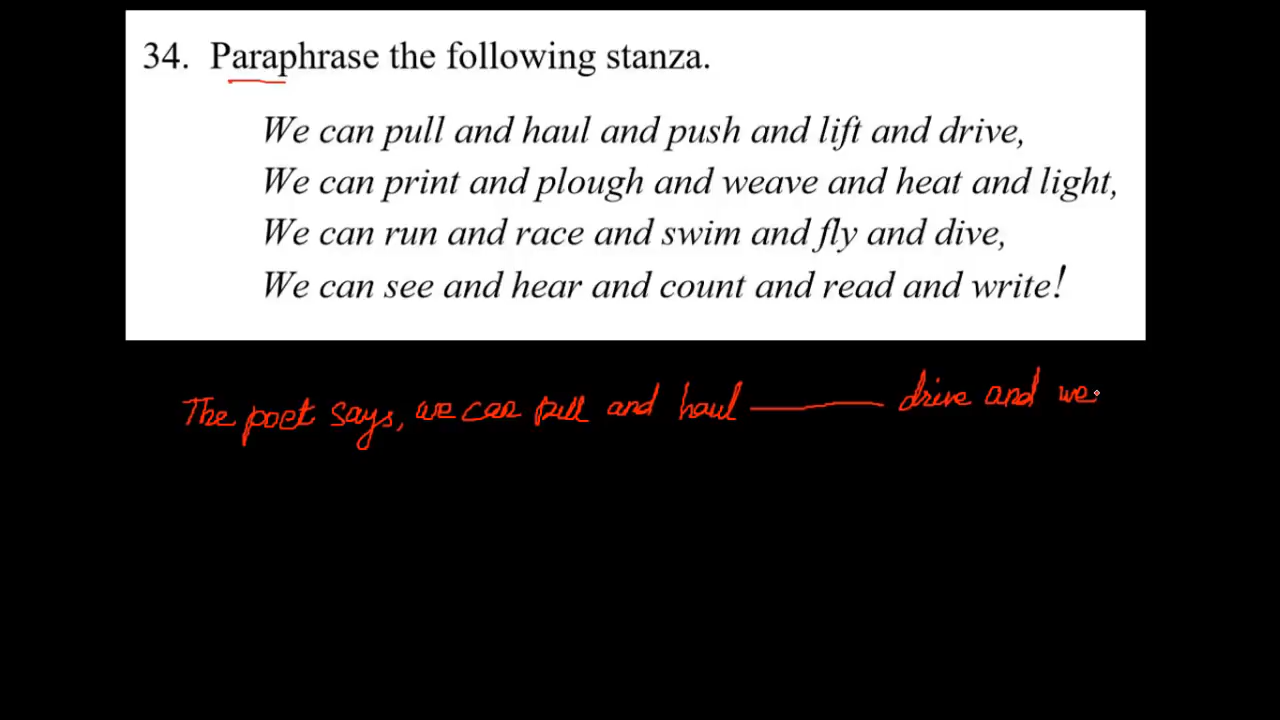 34. Paraphrase the following stanza.
We can pull and haul and push and lift and drive,
We can print and plough and weave and heat and light,
We can run and race and swim and fly and dive,
We can see and hear and count and read and write!
The poet says, we can pull and haul ——— drive and we